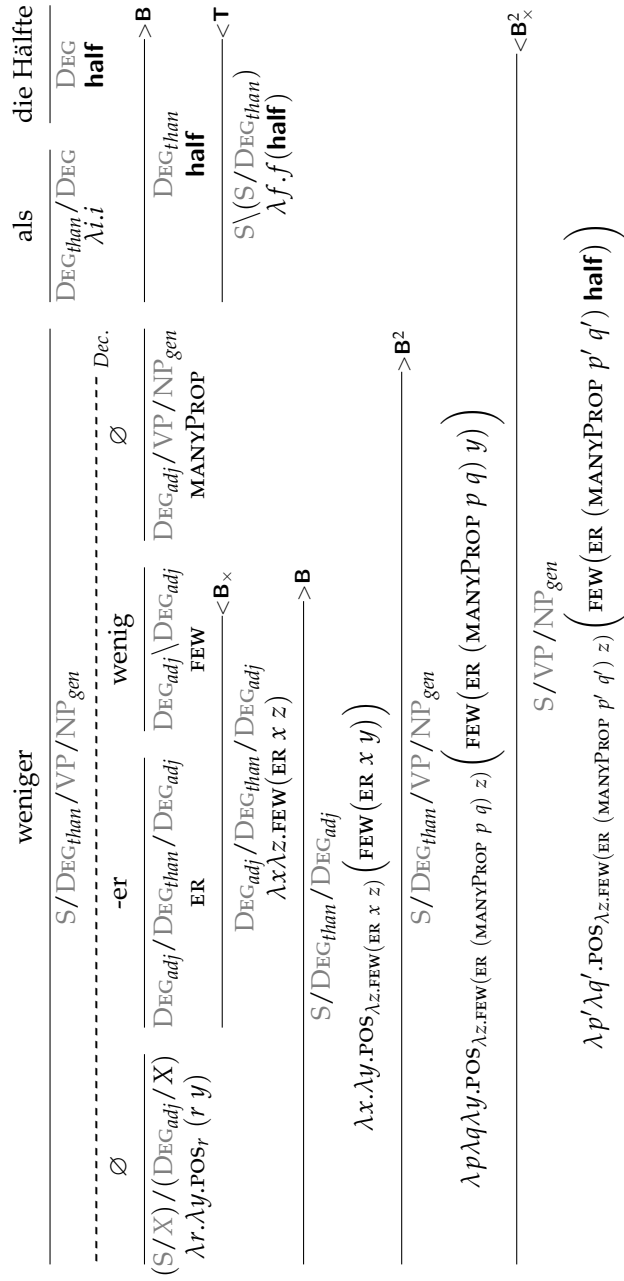 weniger als die Hälfte
S/DEG_than/VP/NP_gen DEG_than/DEG DEG
λi.i half
Dec. >B
∅ -er wenig ∅ DEG_than
half
(S/X)/(DEG_adj/X) DEG_adj/DEG_than/DEG_adj DEG_adj\DEG_adj DEG_adj/VP/NP_gen <T
λr.λy.POS_r (r y) ER FEW MANYPROP S\(S/DEG_than)
λf.f(half)
<B×
DEG_adj/DEG_than/DEG_adj
λxλz.FEW(ER x z)
>B
S/DEG_than/DEG_adj
λx.λy.POS_λz.FEW(ER x z) (FEW(ER x y))
>B²
S/DEG_than/VP/NP_gen
λpλqλy.POS_λz.FEW(ER (MANYPROP p q) z) (FEW(ER (MANYPROP p q) y))
<B²×
S/VP/NP_gen
λp′λq′.POS_λz.FEW(ER (MANYPROP p′ q′) z) (FEW(ER (MANYPROP p′ q′) half))